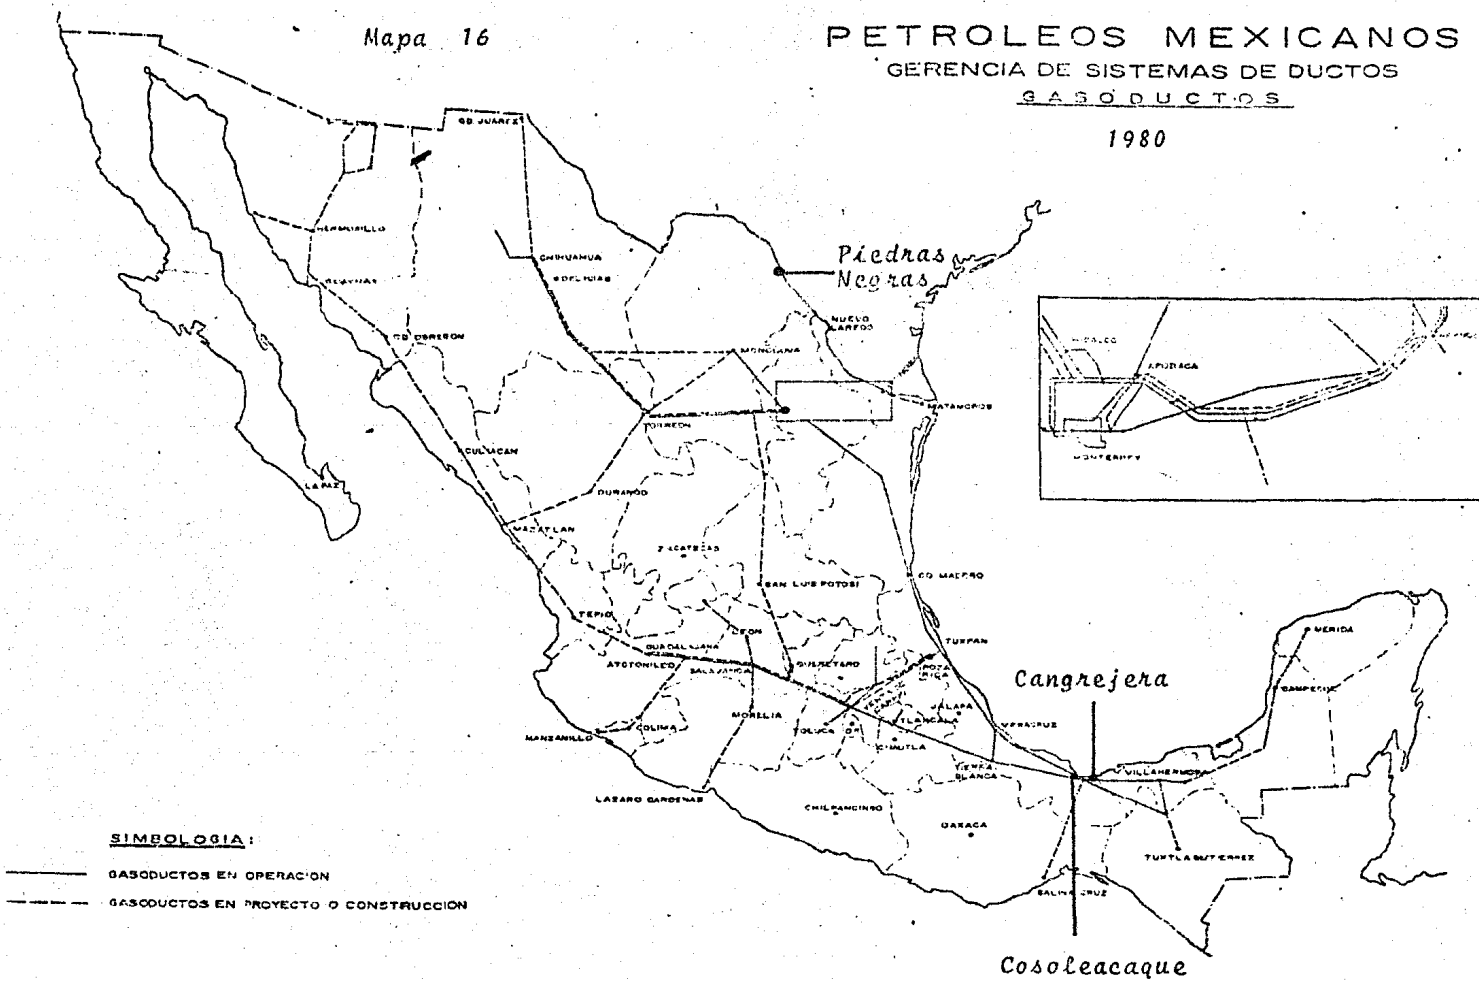 Mapa 16
PETROLEOS MEXICANOS
GERENCIA DE SISTEMAS DE DUCTOS
GASODUCTOS
1980
CD. JUAREZ
HERMOSILLO
GUAYMAS
CHIHUAHUA
DELICIAS
Piedras
Negras
NUEVO
LAREDO
CD. OBREGON
MONCLOVA
HIDALGO
APODACA
MONTERREY
MATAMOROS
TORREON
CULIACAN
LA PAZ
DURANGO
MAZATLAN
ZACATECAS
SAN LUIS POTOSI
CD. MADERO
TEPIC
LEON
GUADALAJARA
ATOTONILCO
SALAMANCA
QUERETARO
TUXPAN
POZA
RICA
MERIDA
CAMPECHE
Cangrejera
JALAPA
VERACRUZ
TLAXCALA
MORELIA
TOLUCA
D.F.
CUAUTLA
COLIMA
MANZANILLO
TIERRA
BLANCA
VILLAHERMOSA
LAZARO CARDENAS
CHILPANCINGO
OAXACA
TUXTLA GUTIERREZ
SALINA CRUZ
SIMBOLOGIA:
GASODUCTOS EN OPERACION
GASODUCTOS EN PROYECTO O CONSTRUCCION
Cosoleacaque